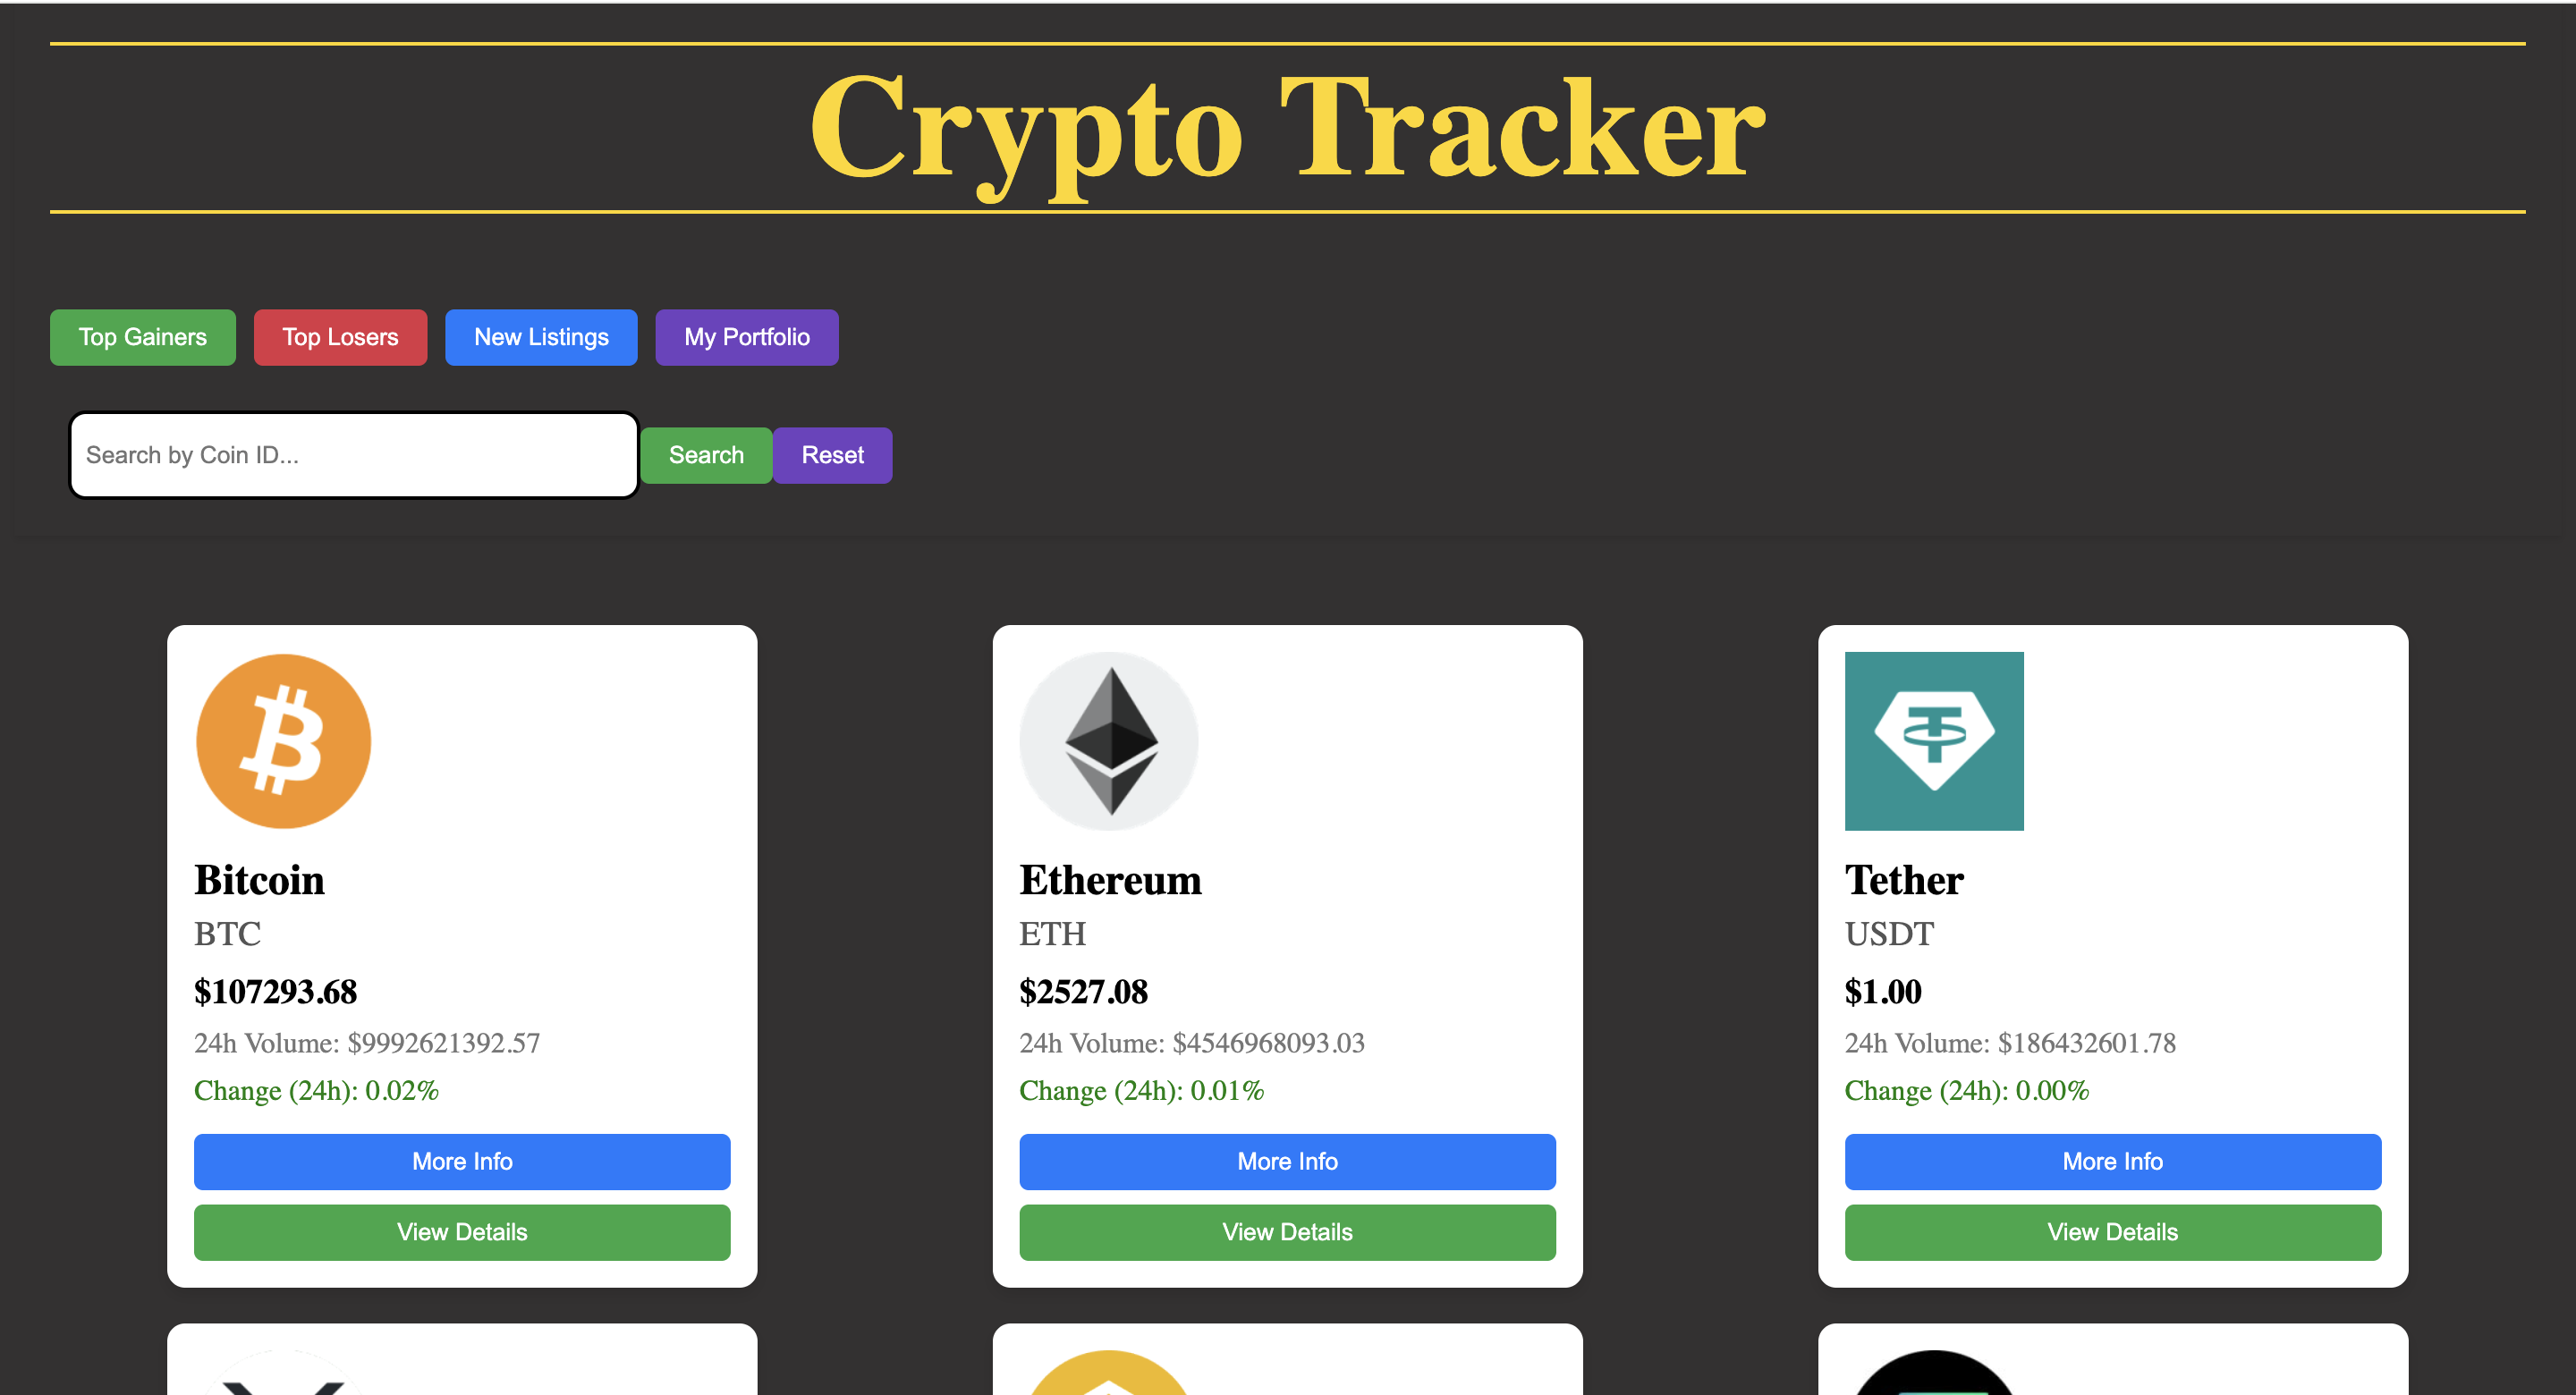 Crypto Tracker
Top Gainers Top Losers New Listings My Portfolio
Search by Coin ID... Search Reset
Bitcoin
BTC
$107293.68
24h Volume: $9992621392.57
Change (24h): 0.02%
More Info
View Details
Ethereum
ETH
$2527.08
24h Volume: $4546968093.03
Change (24h): 0.01%
More Info
View Details
Tether
USDT
$1.00
24h Volume: $186432601.78
Change (24h): 0.00%
More Info
View Details